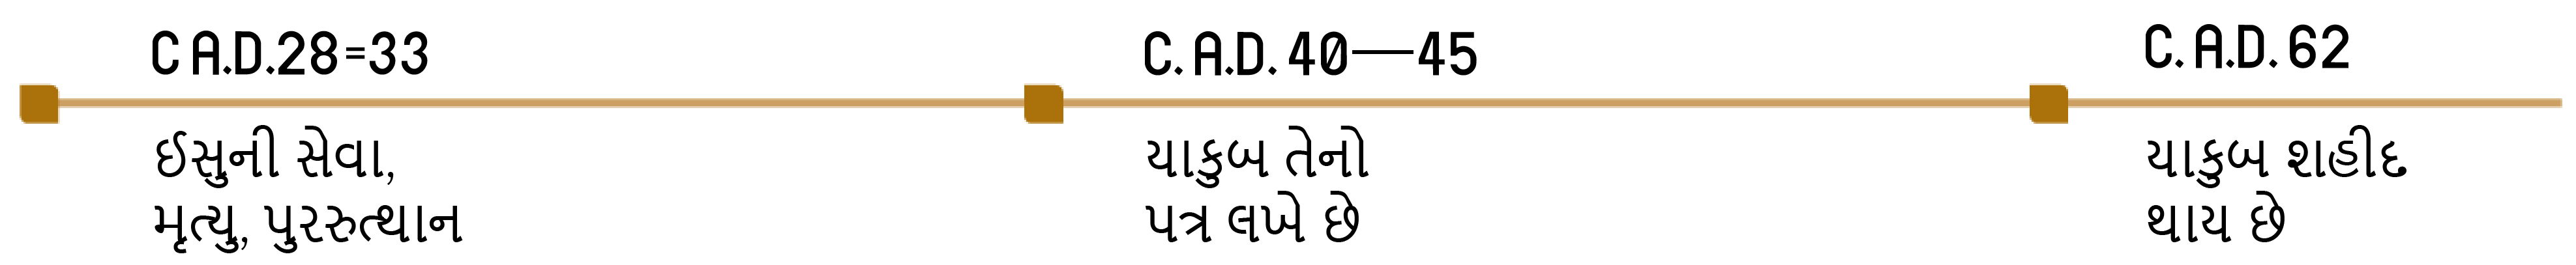 C A.D.28=33
ઈસુની સેવા,
મૃત્યુ, પુરરુત્થાન
C. A.D. 40—45
યાકુબ તેનો
પત્ર લખે છે
C. A.D. 62
યાકુબ શહીદ
થાય છે